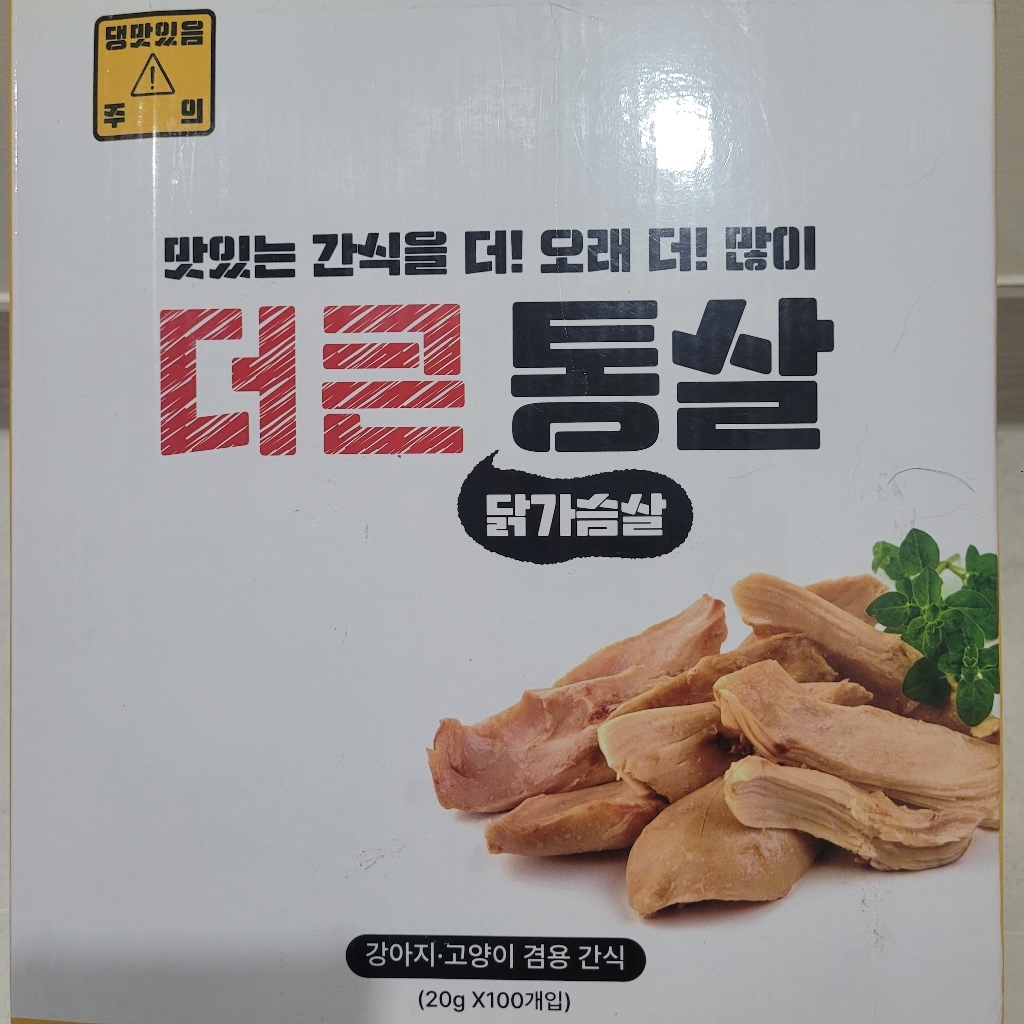 댕맛있음
주 의
맛있는 간식을 더! 오래 더! 많이
더큰 통살
닭가슴살
강아지·고양이 겸용 간식
(20g X100개입)